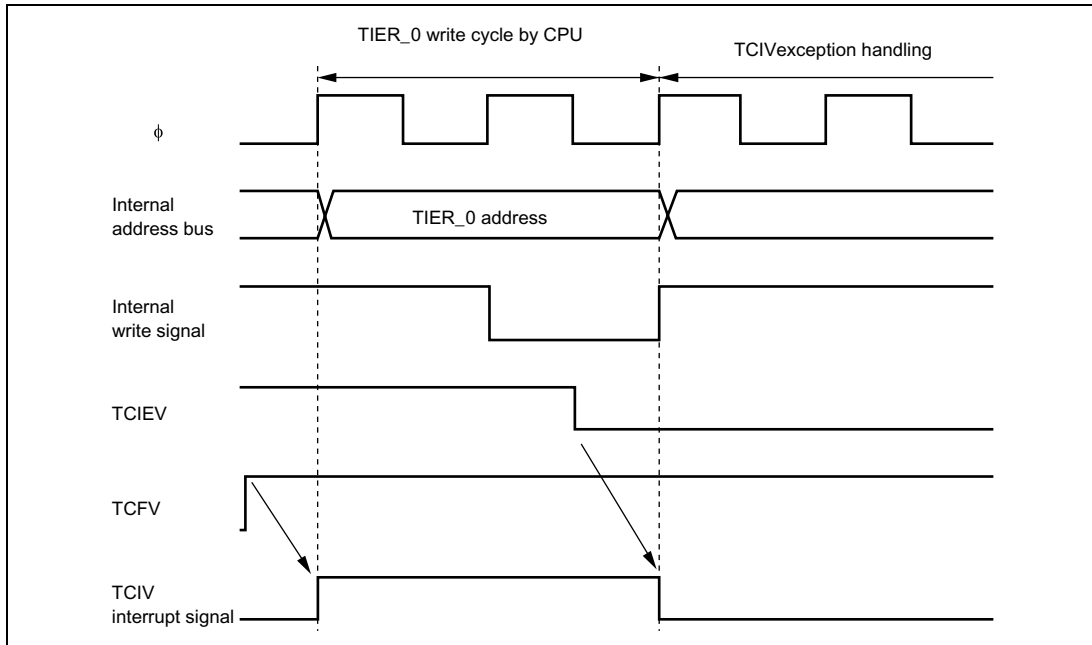 TIER_0 write cycle by CPU
TCIVexception handling
ϕ
Internal
address bus
TIER_0 address
Internal
write signal
TCIEV
TCFV
TCIV
interrupt signal